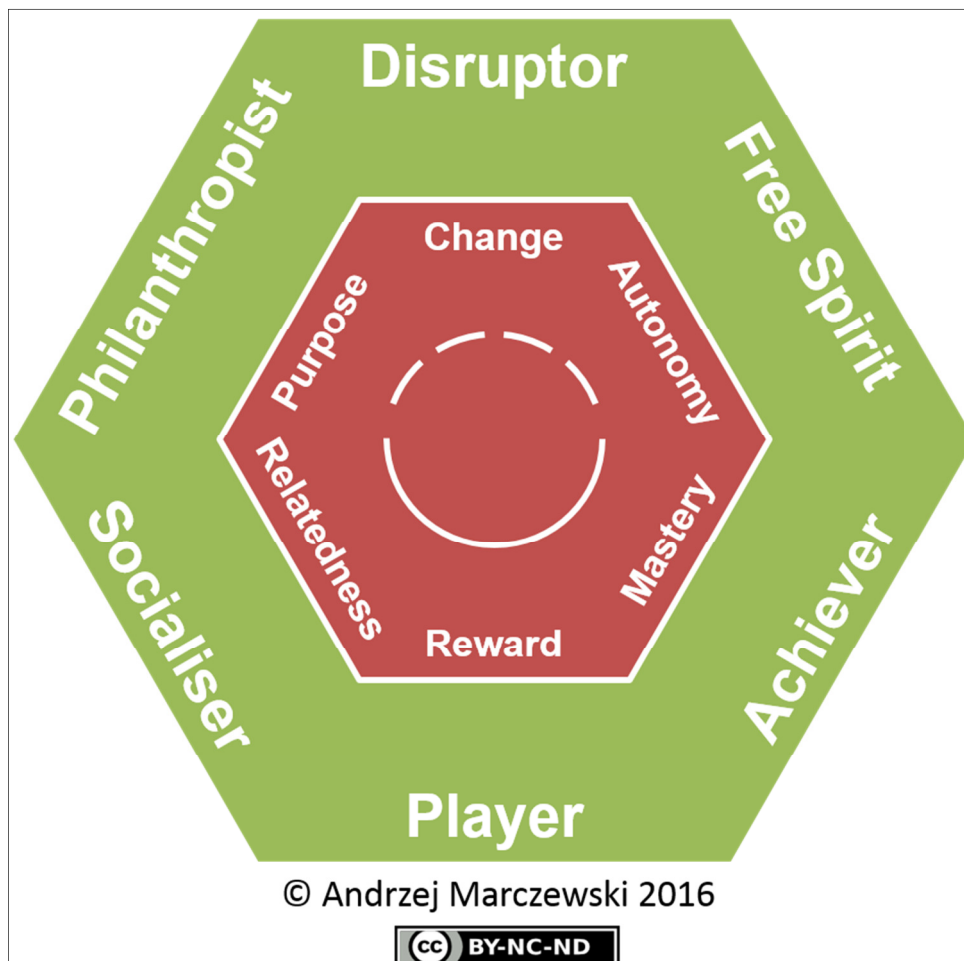 Disruptor
Philanthropist
Free Spirit
Change
Purpose
Autonomy
Relatedness
Mastery
Reward
Socialiser
Achiever
Player
© Andrzej Marczewski 2016
cc BY-NC-ND